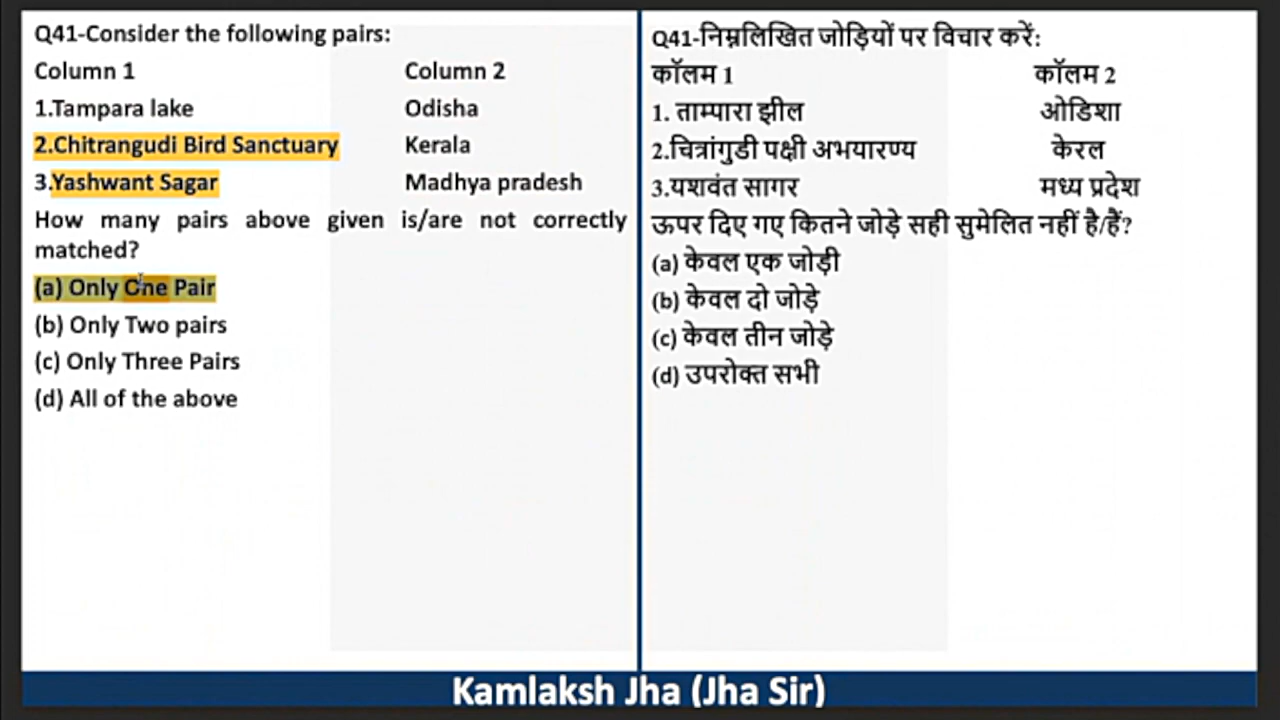 Q41-Consider the following pairs:
Column 1 Column 2
1.Tampara lake Odisha
2.Chitrangudi Bird Sanctuary Kerala
3.Yashwant Sagar Madhya pradesh
How many pairs above given is/are not correctly
matched?
(a) Only One Pair
(b) Only Two pairs
(c) Only Three Pairs
(d) All of the above
Q41-निम्नलिखित जोड़ियों पर विचार करें:
कॉलम 1 कॉलम 2
1. ताम्पारा झील ओडिशा
2.चित्रांगुडी पक्षी अभयारण्य केरल
3.यशवंत सागर मध्य प्रदेश
ऊपर दिए गए कितने जोड़े सही सुमेलित नहीं है/हैं?
(a) केवल एक जोड़ी
(b) केवल दो जोड़े
(c) केवल तीन जोड़े
(d) उपरोक्त सभी
Kamlaksh Jha (Jha Sir)